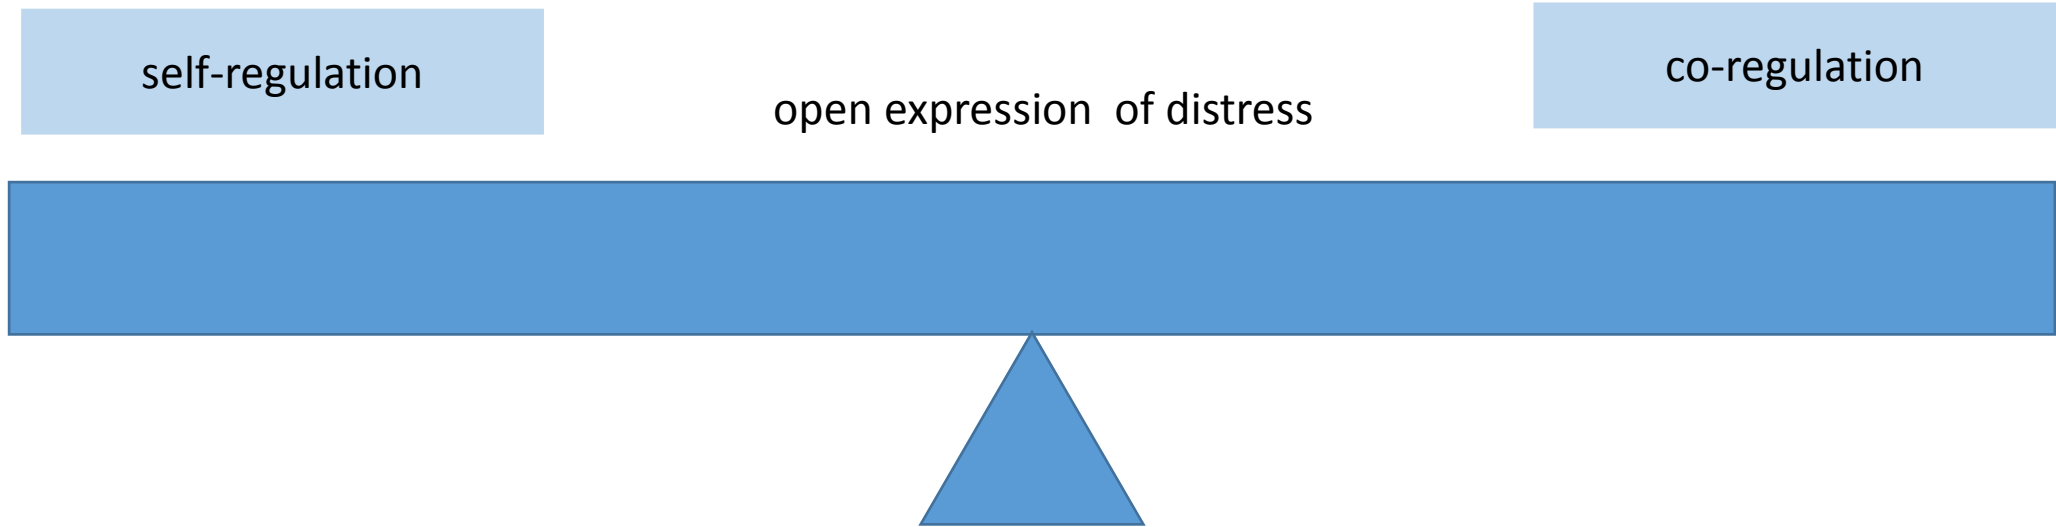 self-regulation
co-regulation
open expression  of distress